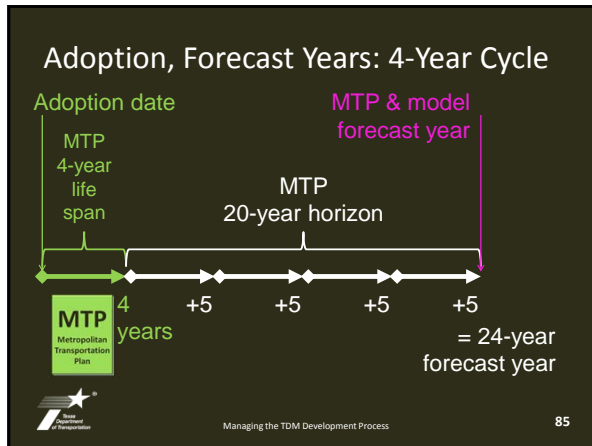 Adoption, Forecast Years: 4-Year Cycle
Adoption date
MTP & model
forecast year
MTP
4-year
life
span
MTP
20-year horizon
4
years
+5
+5
+5
+5
= 24-year
forecast year
MTP
Metropolitan
Transportation
Plan
®
Texas
Department
of Transportation
Managing the TDM Development Process
85